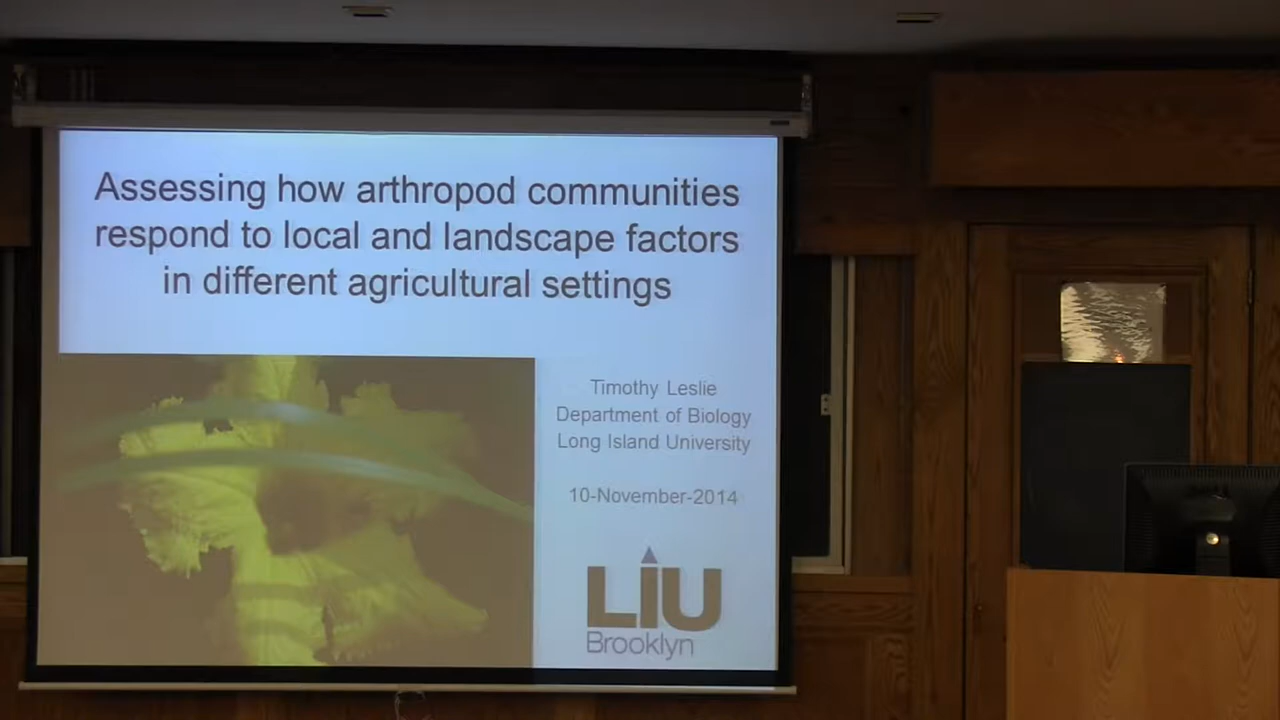 Assessing how arthropod communities
respond to local and landscape factors
in different agricultural settings
Timothy Leslie
Department of Biology
Long Island University
10-November-2014
LIU
Brooklyn